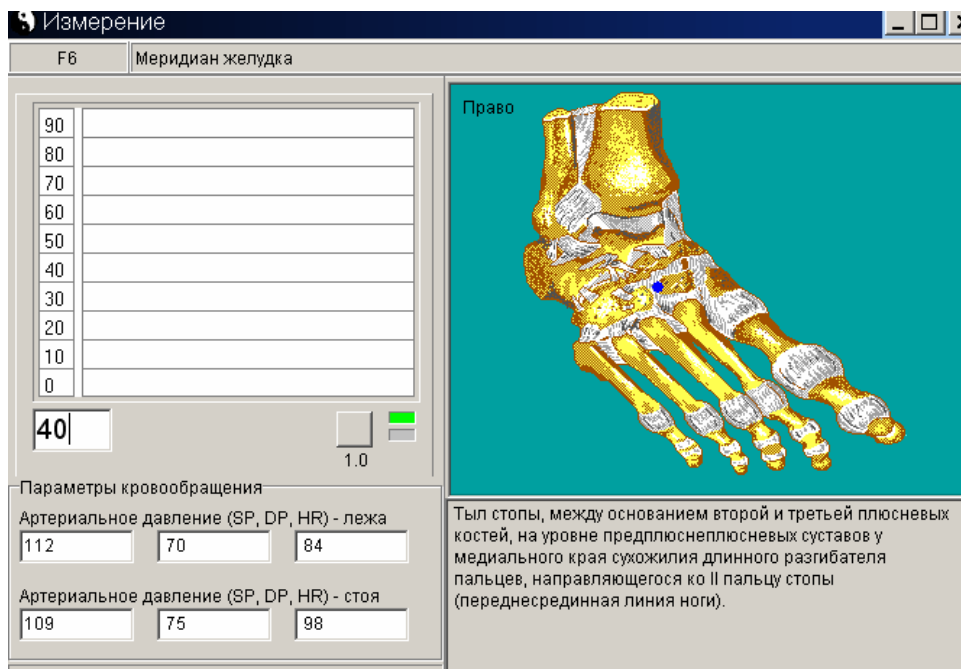 Измерение
F6
Меридиан желудка
90
80
70
60
50
40
30
20
10
0
40
1.0
Параметры кровообращения
Артериальное давление (SP, DP, HR) - лежа
112 70 84
Артериальное давление (SP, DP, HR) - стоя
109 75 98
Право
Тыл стопы, между основанием второй и третьей плюсневых
костей, на уровне предплюснеплюсневых суставов у
медиального края сухожилия длинного разгибателя
пальцев, направляющегося ко II пальцу стопы
(переднесрединная линия ноги).